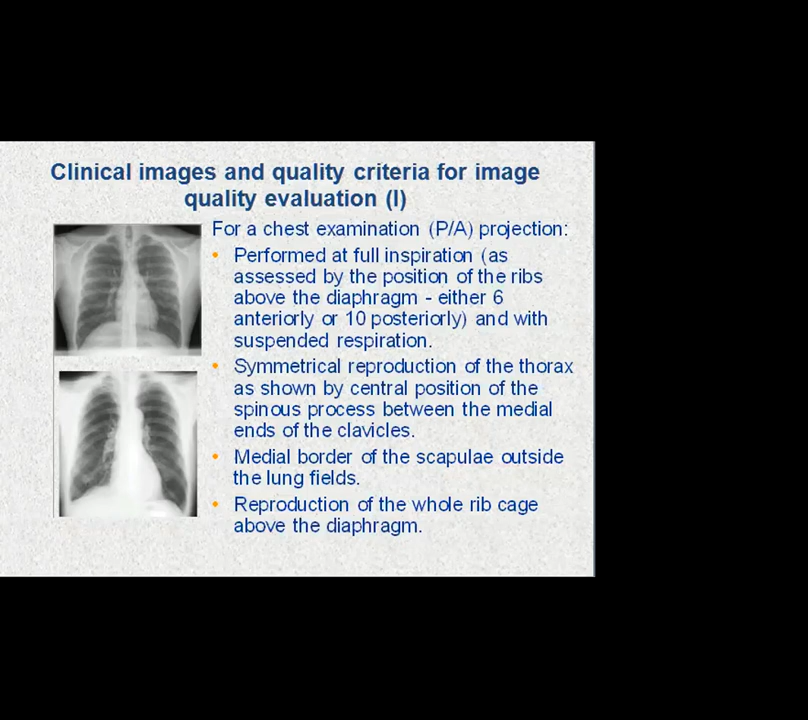 Clinical images and quality criteria for image
quality evaluation (I)
For a chest examination (P/A) projection:
• Performed at full inspiration (as
assessed by the position of the ribs
above the diaphragm - either 6
anteriorly or 10 posteriorly) and with
suspended respiration.
• Symmetrical reproduction of the thorax
as shown by central position of the
spinous process between the medial
ends of the clavicles.
• Medial border of the scapulae outside
the lung fields.
• Reproduction of the whole rib cage
above the diaphragm.